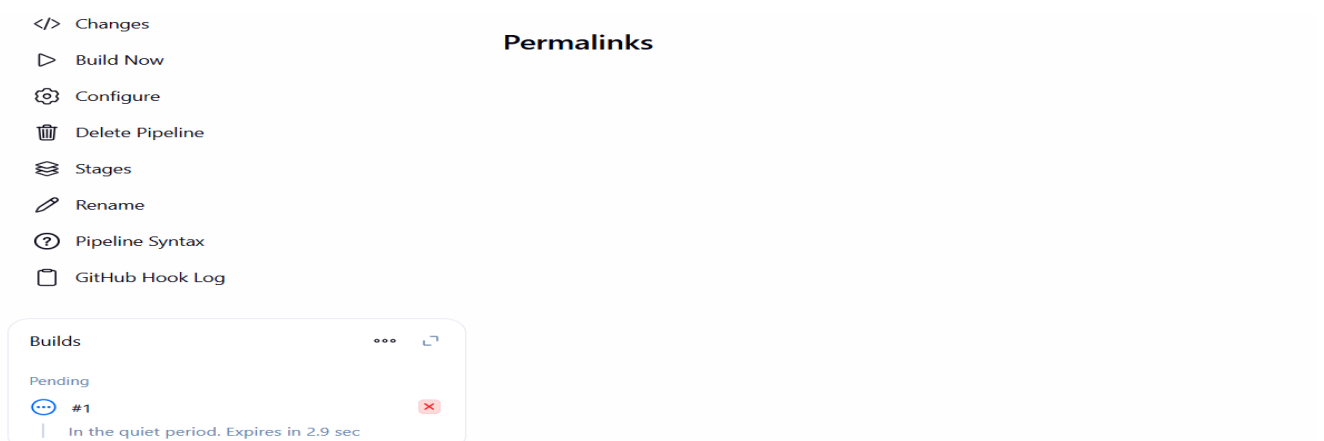 Changes
Build Now
Configure
Delete Pipeline
Stages
Rename
Pipeline Syntax
GitHub Hook Log
Permalinks
Builds
Pending
#1
In the quiet period. Expires in 2.9 sec